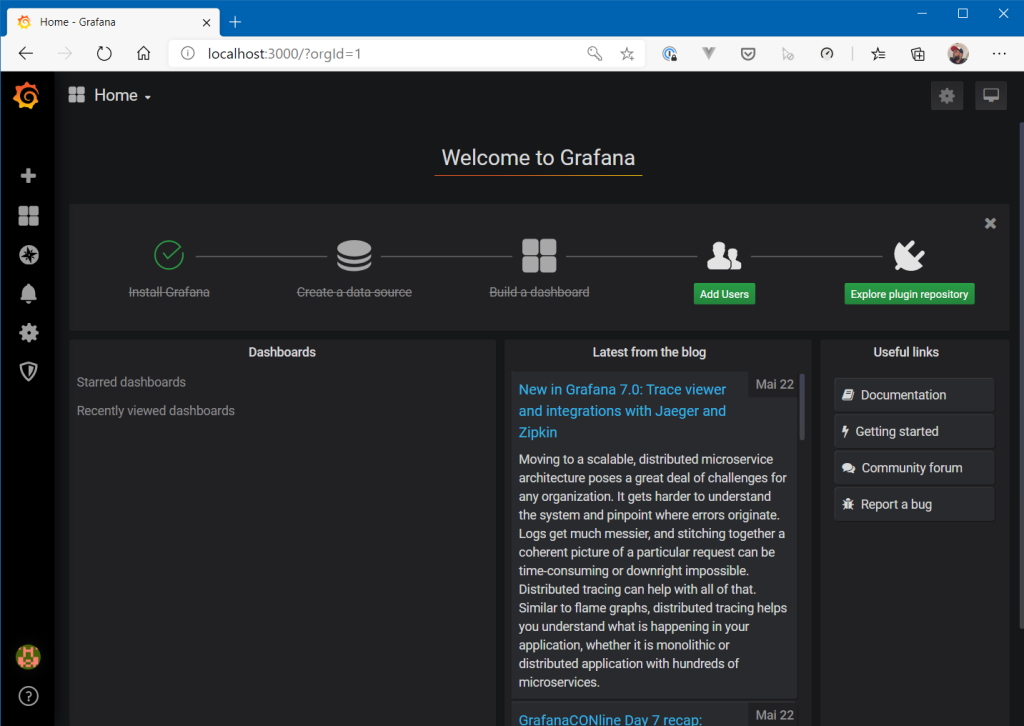 Home - Grafana
localhost:3000/?orgId=1
Home
Welcome to Grafana
Install Grafana
Create a data source
Build a dashboard
Add Users
Explore plugin repository
Dashboards
Starred dashboards
Recently viewed dashboards
Latest from the blog
New in Grafana 7.0: Trace viewer
and integrations with Jaeger and
Zipkin
Mai 22
Moving to a scalable, distributed microservice
architecture poses a great deal of challenges for
any organization. It gets harder to understand
the system and pinpoint where errors originate.
Logs get much messier, and stitching together a
coherent picture of a particular request can be
time-consuming or downright impossible.
Distributed tracing can help with all of that.
Similar to flame graphs, distributed tracing helps
you understand what is happening in your
application, whether it is monolithic or
distributed application with hundreds of
microservices.
GrafanaCONline Day 7 recap:
Mai 22
Useful links
Documentation
Getting started
Community forum
Report a bug